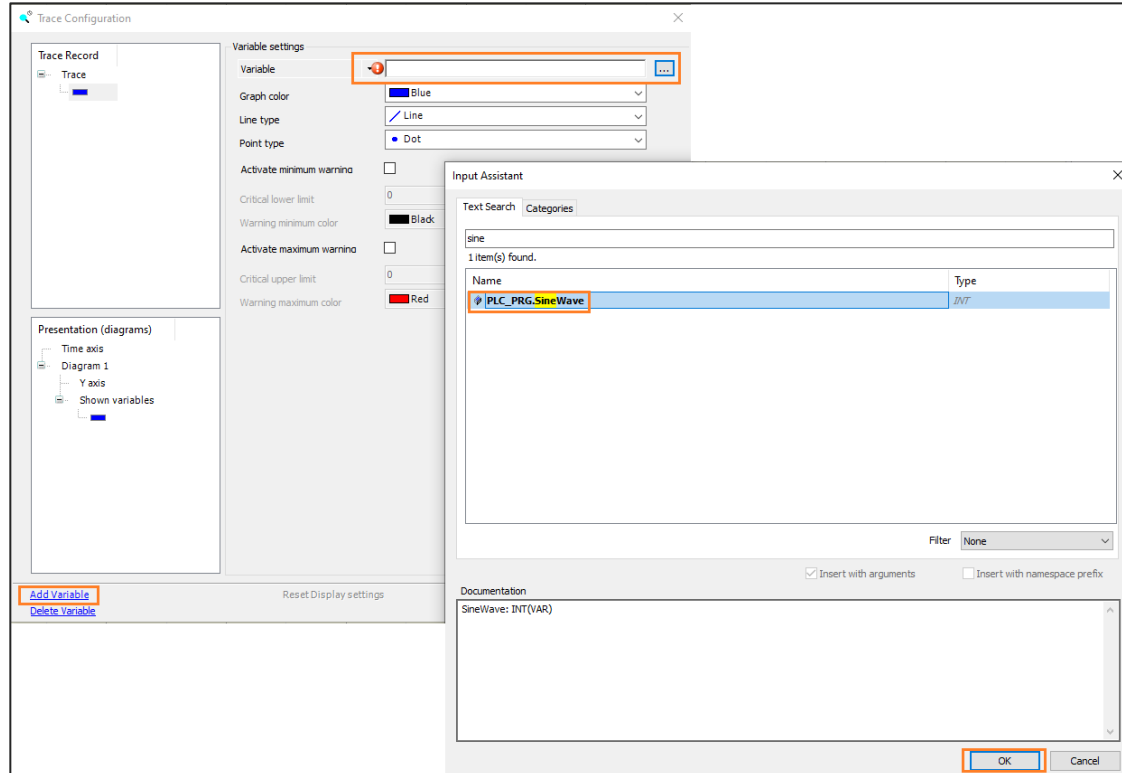 Trace Configuration
Trace Record
Trace
Variable settings
Variable
...
Graph color
Blue
Line type
Line
Point type
Dot
Activate minimum warning
Critical lower limit
0
Warning minimum color
Black
Activate maximum warning
Critical upper limit
0
Warning maximum color
Red
Presentation (diagrams)
Time axis
Diagram 1
Y axis
Shown variables
Add Variable
Delete Variable
Reset Display settings
Input Assistant
Text Search Categories
sine
1 item(s) found.
Name Type
PLC_PRG.SineWave INT
Filter None
Insert with arguments Insert with namespace prefix
Documentation
SineWave: INT(VAR)
OK Cancel